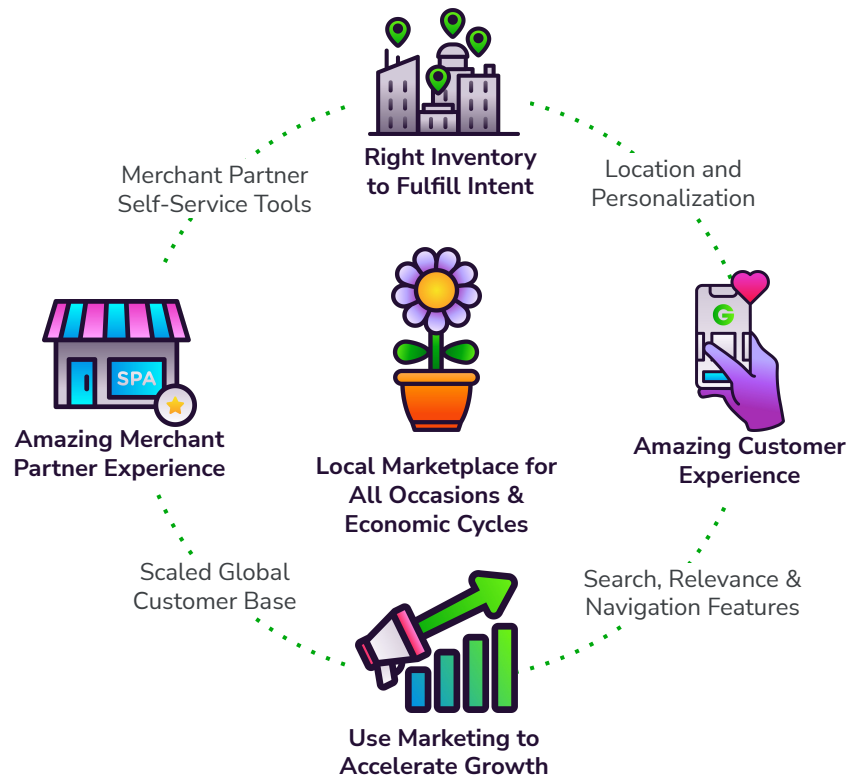 Right Inventory
to Fulfill Intent
Merchant Partner
Self-Service Tools
Location and
Personalization
G
SPA
Amazing Merchant
Partner Experience
Local Marketplace for
All Occasions &
Economic Cycles
Amazing Customer
Experience
Scaled Global
Customer Base
Search, Relevance &
Navigation Features
Use Marketing to
Accelerate Growth